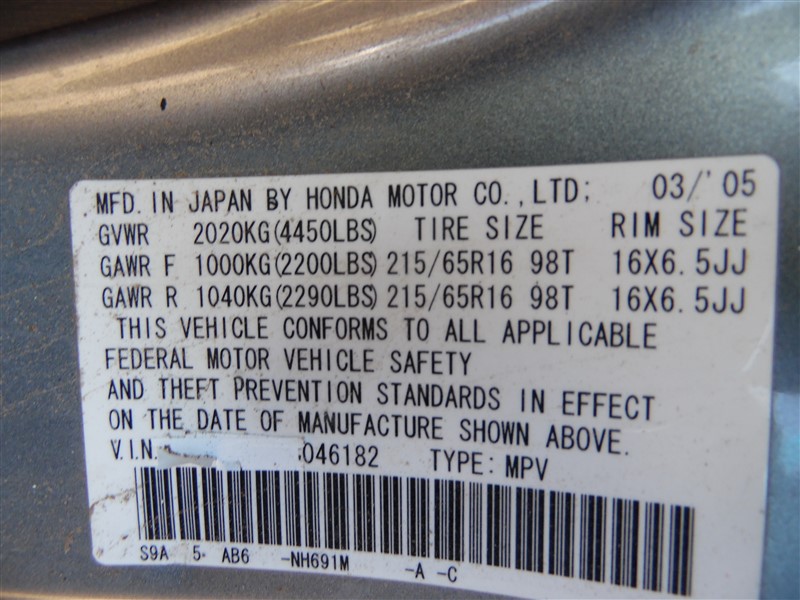 MFD. IN JAPAN BY HONDA MOTOR CO., LTD; 03/'05
GVWR 2020KG(4450LBS) TIRE SIZE RIM SIZE
GAWR F 1000KG(2200LBS) 215/65R16 98T 16X6.5JJ
GAWR R 1040KG(2290LBS) 215/65R16 98T 16X6.5JJ
THIS VEHICLE CONFORMS TO ALL APPLICABLE
FEDERAL MOTOR VEHICLE SAFETY
AND THEFT PREVENTION STANDARDS IN EFFECT
ON THE DATE OF MANUFACTURE SHOWN ABOVE.
V.I.N. 046182 TYPE: MPV
S9A 5 AB6 -NH691M -A -C